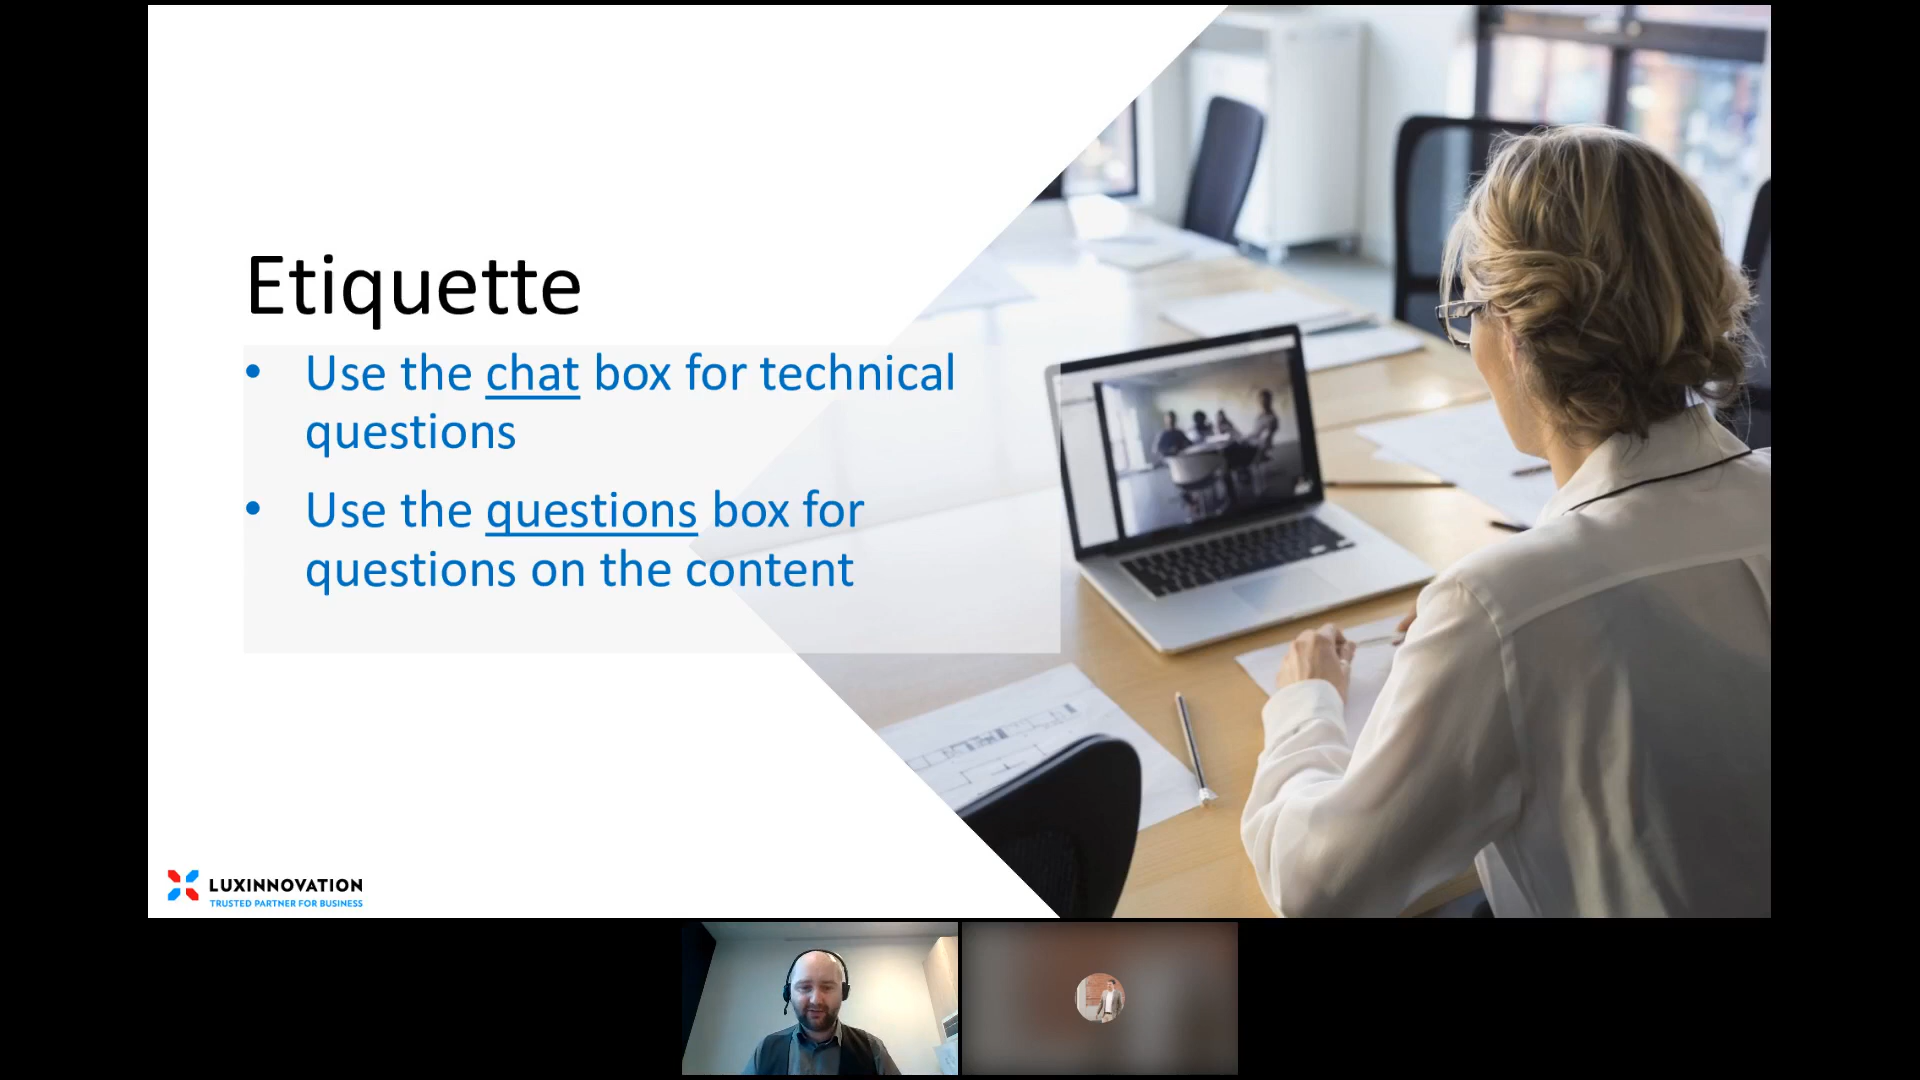 Etiquette
• Use the chat box for technical
questions
• Use the questions box for
questions on the content
LUXINNOVATION
TRUSTED PARTNER FOR BUSINESS